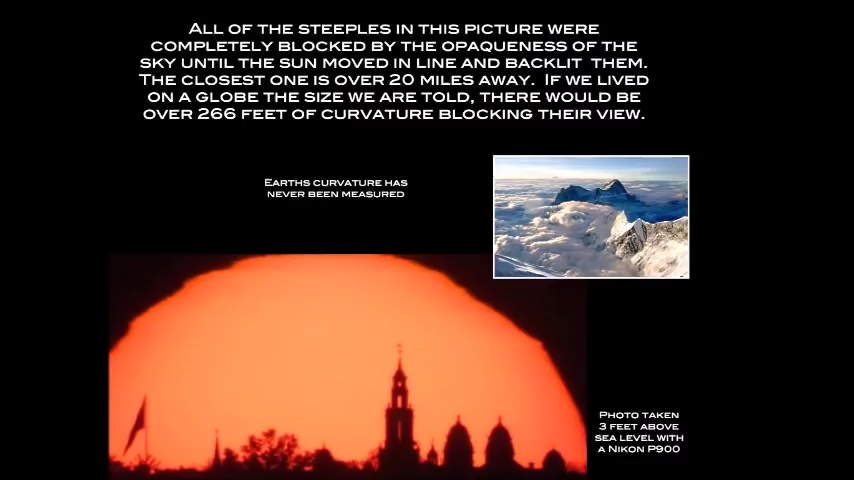 ALL OF THE STEEPLES IN THIS PICTURE WERE
COMPLETELY BLOCKED BY THE OPAQUENESS OF THE
SKY UNTIL THE SUN MOVED IN LINE AND BACKLIT THEM.
THE CLOSEST ONE IS OVER 20 MILES AWAY. IF WE LIVED
ON A GLOBE THE SIZE WE ARE TOLD, THERE WOULD BE
OVER 266 FEET OF CURVATURE BLOCKING THEIR VIEW.
EARTHS CURVATURE HAS
NEVER BEEN MEASURED
PHOTO TAKEN
3 FEET ABOVE
SEA LEVEL WITH
A NIKON P900